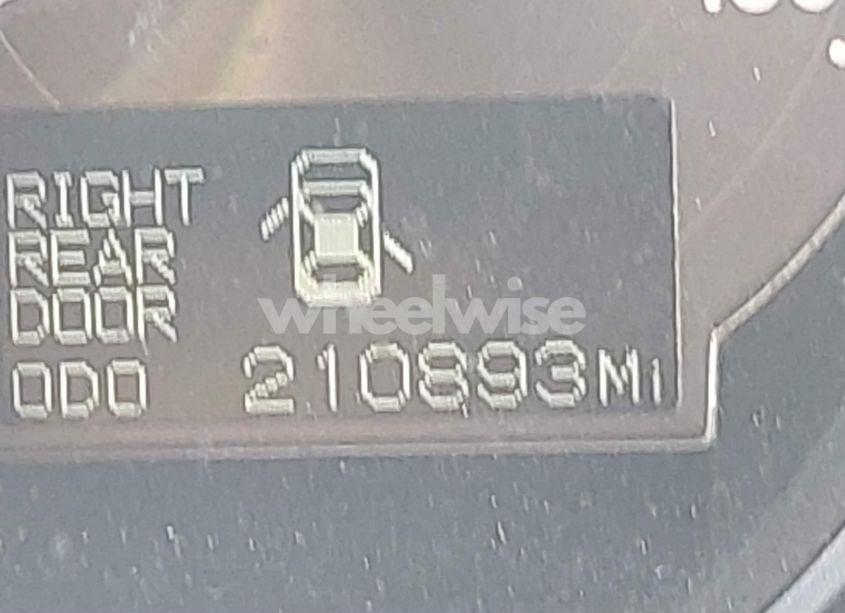 RIGHT
REAR
DOOR
wheelwise
ODO 210893Mi